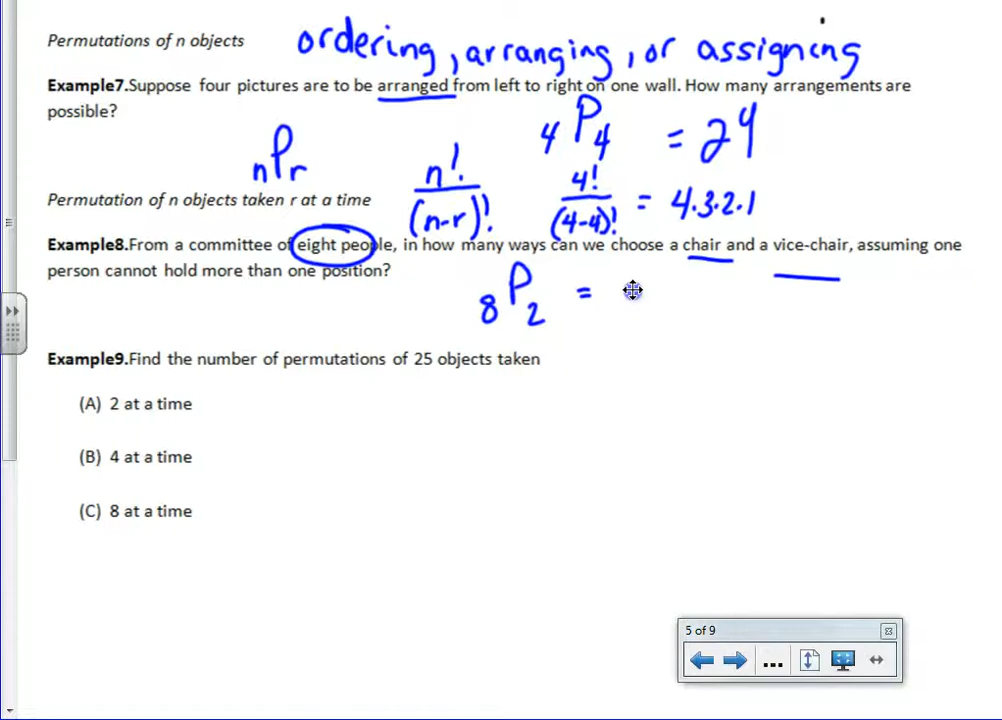 Permutations of n objects ordering, arranging, or assigning
Example7.Suppose four pictures are to be arranged from left to right on one wall. How many arrangements are
possible?
nPr 4P4 = 24
Permutation of n objects taken r at a time n!/(n-r)! 4!/(4-4)! = 4·3·2·1
Example8.From a committee of eight people, in how many ways can we choose a chair and a vice-chair, assuming one
person cannot hold more than one position?
8P2 =
Example9.Find the number of permutations of 25 objects taken
(A) 2 at a time
(B) 4 at a time
(C) 8 at a time
5 of 9
...